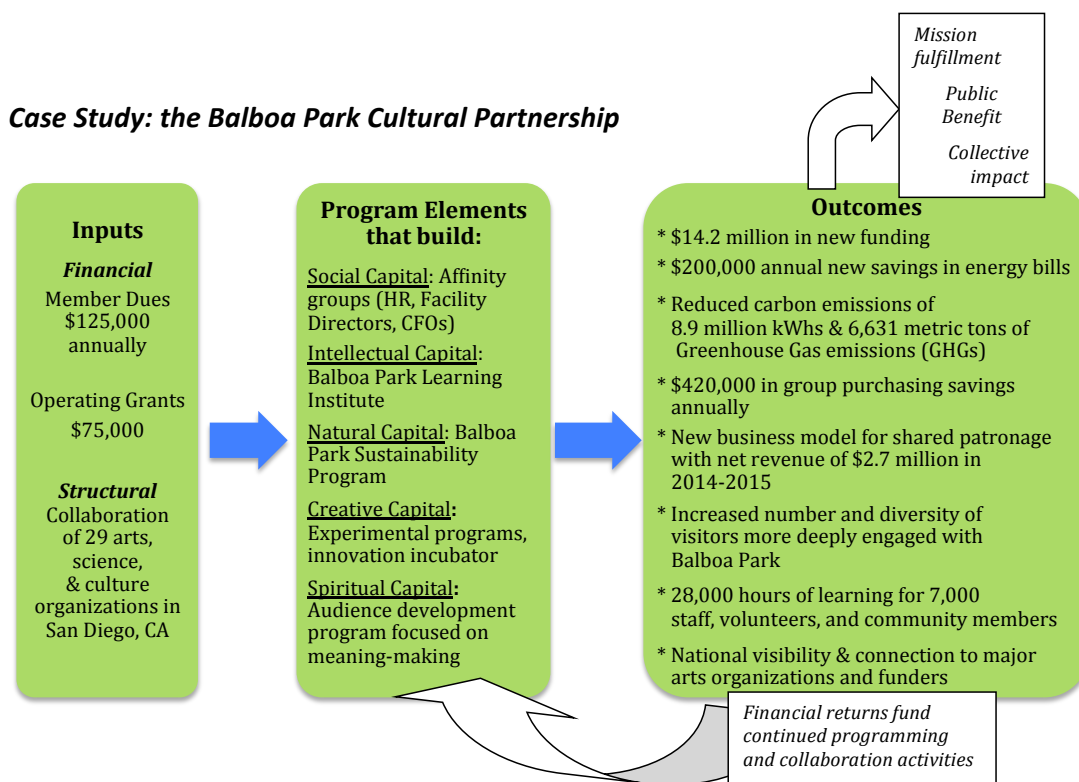 Mission
fulfillment
Public
Benefit
Collective
impact
Case Study: the Balboa Park Cultural Partnership
Inputs
Financial
Member Dues
$125,000
annually
Operating Grants
$75,000
Structural
Collaboration
of 29 arts,
science,
& culture
organizations in
San Diego, CA
Program Elements
that build:
Social Capital: Affinity
groups (HR, Facility
Directors, CFOs)
Intellectual Capital:
Balboa Park Learning
Institute
Natural Capital: Balboa
Park Sustainability
Program
Creative Capital:
Experimental programs,
innovation incubator
Spiritual Capital:
Audience development
program focused on
meaning-making
Outcomes
* $14.2 million in new funding
* $200,000 annual new savings in energy bills
* Reduced carbon emissions of
8.9 million kWhs & 6,631 metric tons of
Greenhouse Gas emissions (GHGs)
* $420,000 in group purchasing savings
annually
* New business model for shared patronage
with net revenue of $2.7 million in
2014-2015
* Increased number and diversity of
visitors more deeply engaged with
Balboa Park
* 28,000 hours of learning for 7,000
staff, volunteers, and community members
* National visibility & connection to major
arts organizations and funders
Financial returns fund
continued programming
and collaboration activities